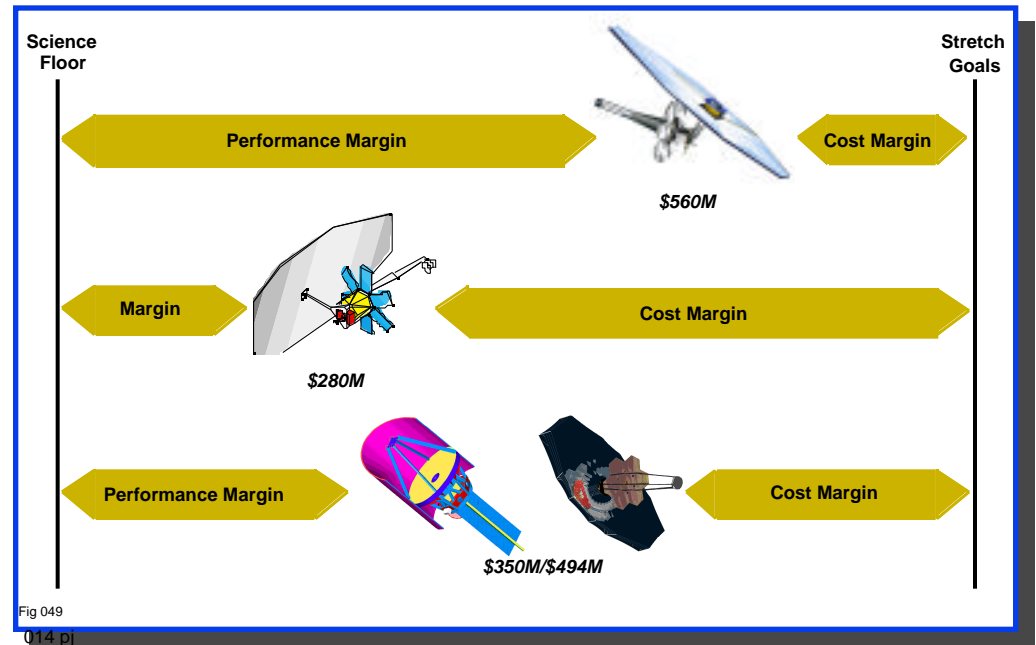 Science
Floor
Stretch
Goals
Performance Margin
Cost Margin
$560M
Margin
Cost Margin
$280M
Performance Margin
Cost Margin
$350M/$494M
Fig 049
014 pj